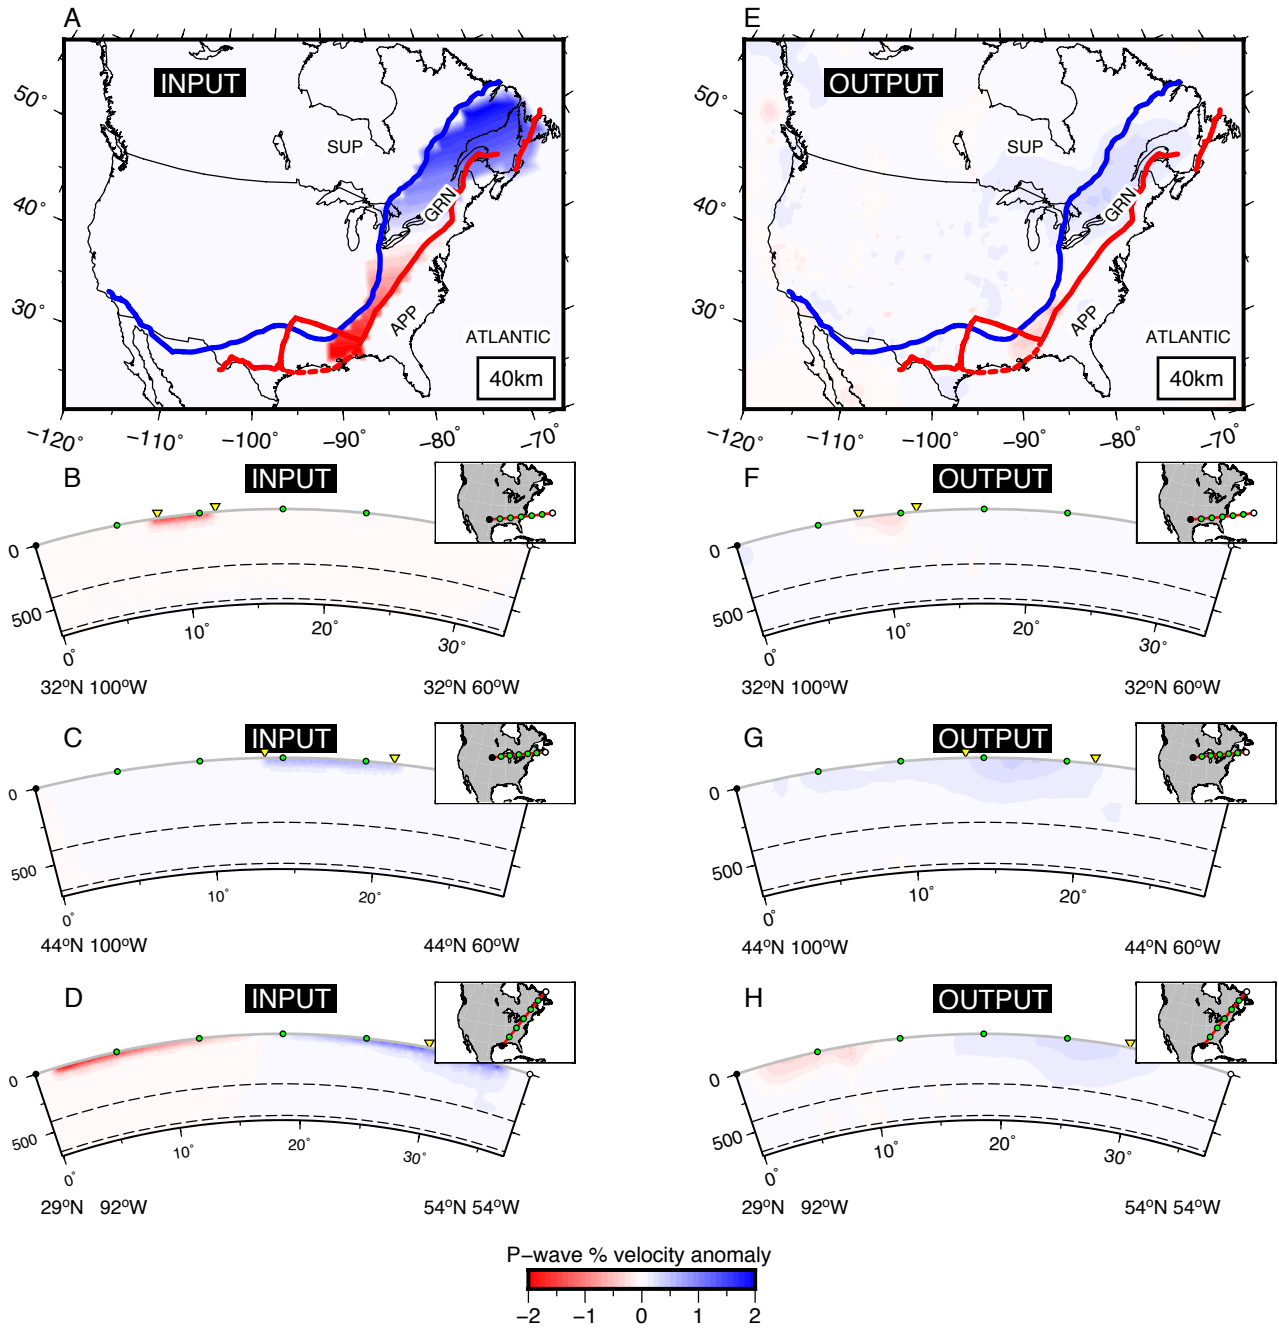 A
INPUT
SUP
GRN
APP
ATLANTIC
40km
50°
40°
30°
−120° −110° −100° −90° −80° −70°
E
OUTPUT
SUP
GRN
APP
ATLANTIC
40km
50°
40°
30°
−120° −110° −100° −90° −80° −70°
B
INPUT
0
500
0° 10° 20° 30°
32°N 100°W 32°N 60°W
F
OUTPUT
0
500
0° 10° 20° 30°
32°N 100°W 32°N 60°W
C
INPUT
0
500
0° 10° 20°
44°N 100°W 44°N 60°W
G
OUTPUT
0
500
0° 10° 20°
44°N 100°W 44°N 60°W
D
INPUT
0
500
0° 10° 20° 30°
29°N 92°W 54°N 54°W
H
OUTPUT
0
500
0° 10° 20° 30°
29°N 92°W 54°N 54°W
P−wave % velocity anomaly
−2 −1 0 1 2